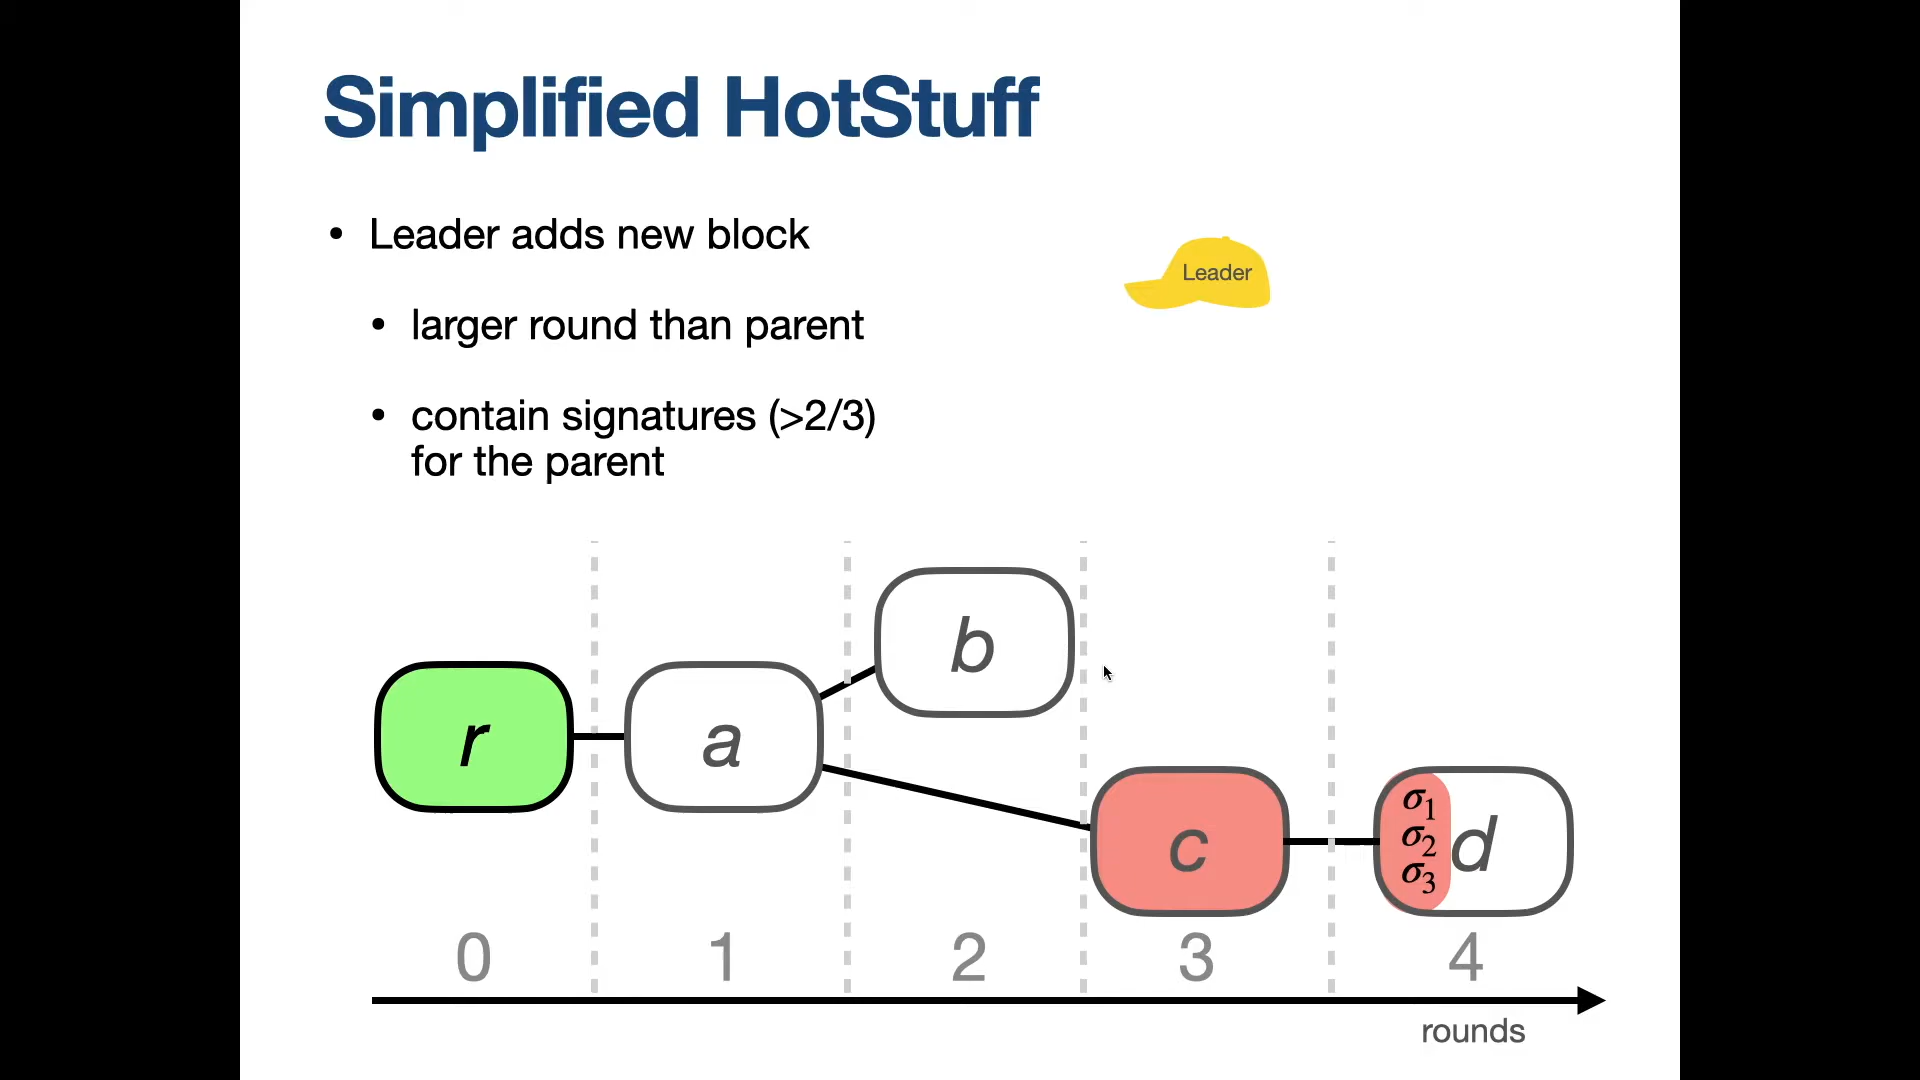 Simplified HotStuff
• Leader adds new block
• larger round than parent
• contain signatures (>2/3)
for the parent
Leader
b
r
a
c
σ1
σ2
σ3
d
0 1 2 3 4
rounds